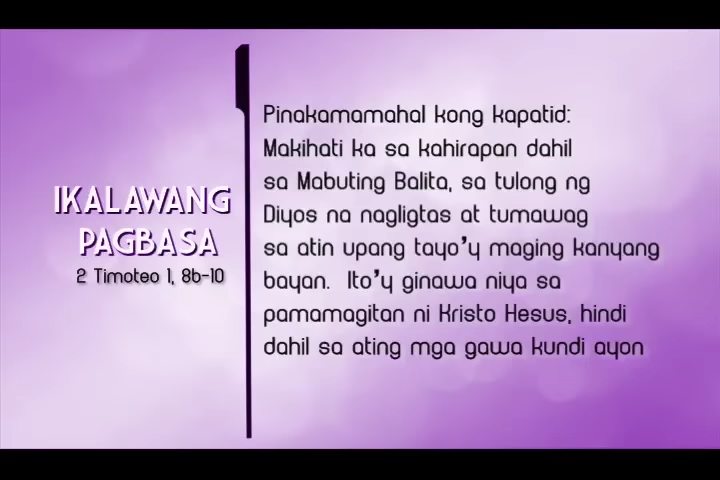 IKALAWANG
PAGBASA
2 Timoteo 1, 8b-10
Pinakamamahal kong kapatid:
Makihati ka sa kahirapan dahil
sa Mabuting Balita, sa tulong ng
Diyos na nagligtas at tumawag
sa atin upang tayo'y maging kanyang
bayan. Ito'y ginawa niya sa
pamamagitan ni Kristo Hesus, hindi
dahil sa ating mga gawa kundi ayon